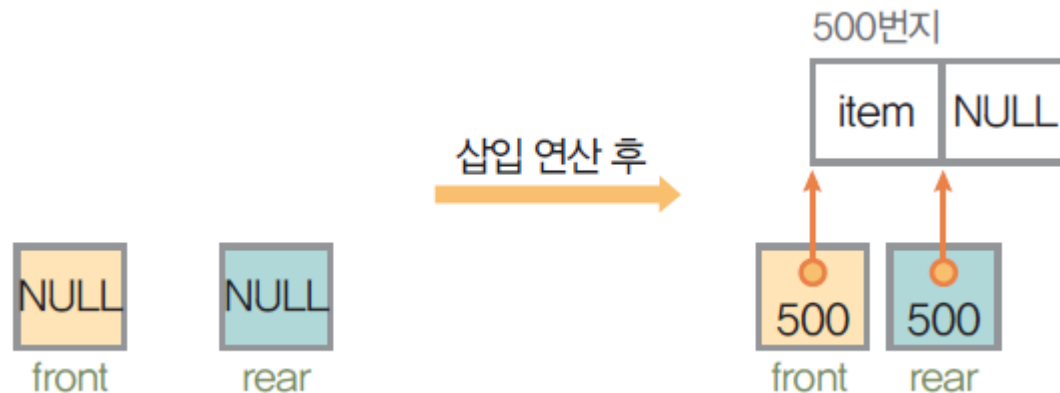 500번지
item NULL
삽입 연산 후
NULL NULL
front rear
500 500
front rear